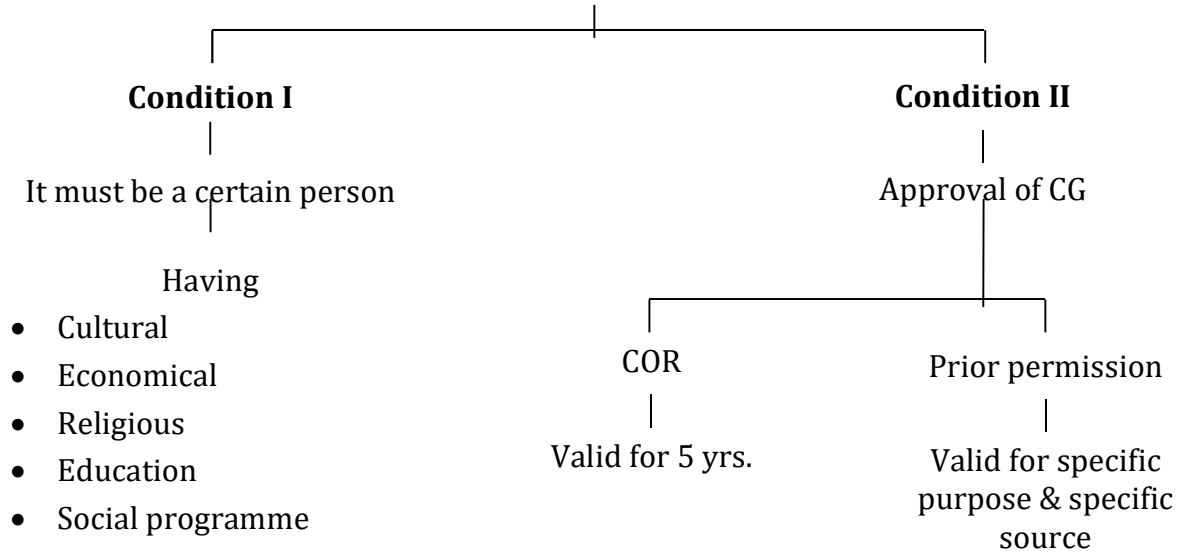 Condition I
It must be a certain person
Having
• Cultural
• Economical
• Religious
• Education
• Social programme
Condition II
Approval of CG
COR
Valid for 5 yrs.
Prior permission
Valid for specific
purpose & specific
source